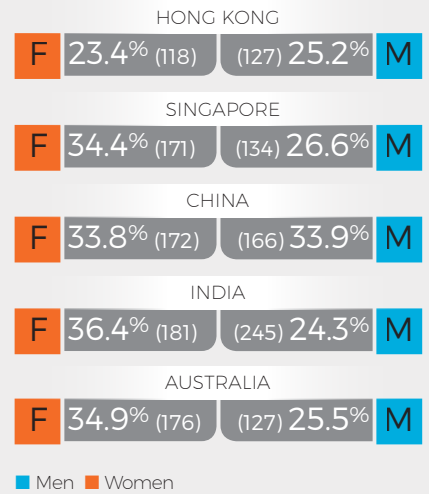 HONG KONG
F 23.4% (118) (127) 25.2% M
SINGAPORE
F 34.4% (171) (134) 26.6% M
CHINA
F 33.8% (172) (166) 33.9% M
INDIA
F 36.4% (181) (245) 24.3% M
AUSTRALIA
F 34.9% (176) (127) 25.5% M
Men Women